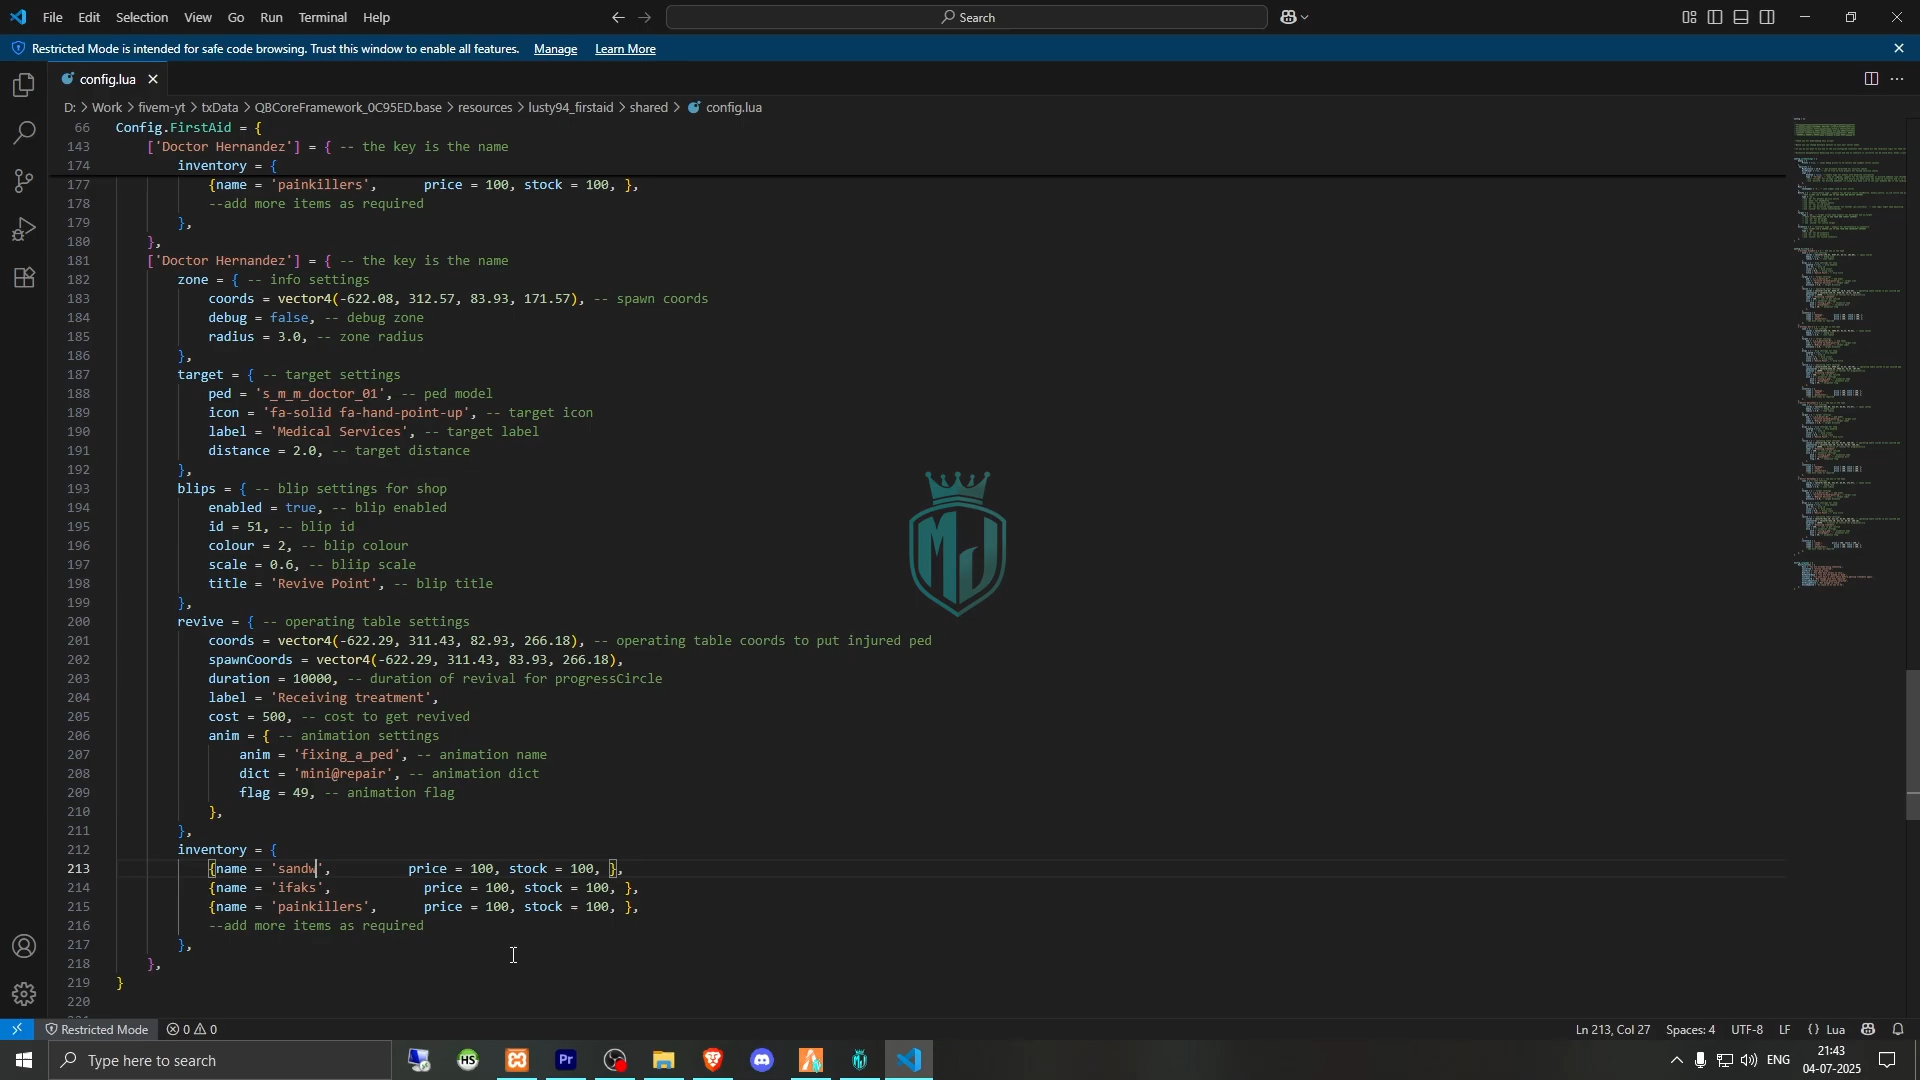 File Edit Selection View Go Run Terminal Help
Search
Restricted Mode is intended for safe code browsing. Trust this window to enable all features. Manage Learn More
config.lua
D: > Work > fivem-yt > txData > QBCoreFramework_0C95ED.base > resources > lusty94_firstaid > shared > config.lua
66 Config.FirstAid = {
143 ['Doctor Hernandez'] = { -- the key is the name
174 inventory = {
177 {name = 'painkillers', price = 100, stock = 100, },
178 --add more items as required
179 },
180 },
181 ['Doctor Hernandez'] = { -- the key is the name
182 zone = { -- info settings
183 coords = vector4(-622.08, 312.57, 83.93, 171.57), -- spawn coords
184 debug = false, -- debug zone
185 radius = 3.0, -- zone radius
186 },
187 target = { -- target settings
188 ped = 's_m_m_doctor_01', -- ped model
189 icon = 'fa-solid fa-hand-point-up', -- target icon
190 label = 'Medical Services', -- target label
191 distance = 2.0, -- target distance
192 },
193 blips = { -- blip settings for shop
194 enabled = true, -- blip enabled
195 id = 51, -- blip id
196 colour = 2, -- blip colour
197 scale = 0.6, -- bliip scale
198 title = 'Revive Point', -- blip title
199 },
200 revive = { -- operating table settings
201 coords = vector4(-622.29, 311.43, 82.93, 266.18), -- operating table coords to put injured ped
202 spawnCoords = vector4(-622.29, 311.43, 83.93, 266.18),
203 duration = 10000, -- duration of revival for progressCircle
204 label = 'Receiving treatment',
205 cost = 500, -- cost to get revived
206 anim = { -- animation settings
207 anim = 'fixing_a_ped', -- animation name
208 dict = 'mini@repair', -- animation dict
209 flag = 49, -- animation flag
210 },
211 },
212 inventory = {
213 {name = 'sandw', price = 100, stock = 100, },
214 {name = 'ifaks', price = 100, stock = 100, },
215 {name = 'painkillers', price = 100, stock = 100, },
216 --add more items as required
217 },
218 },
219 }
220
MJ
Restricted Mode 0 0 Ln 213, Col 27 Spaces: 4 UTF-8 LF {} Lua
Type here to search
HS
Pr
ENG
21:43
04-07-2025